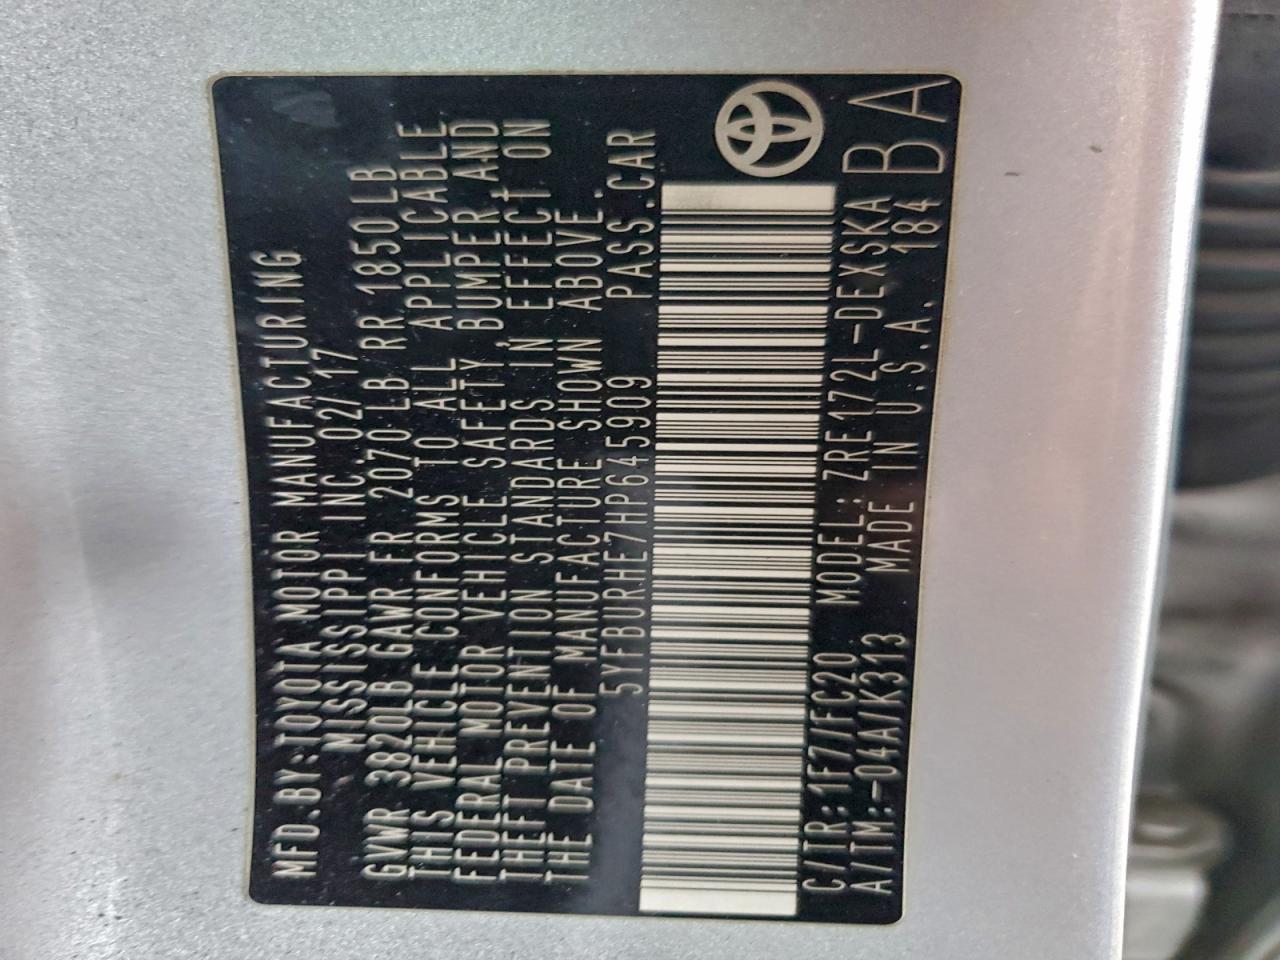 MFD.BY:TOYOTA MOTOR MANUFACTURING
MISSISSIPPI INC. 02/17
GVWR 3820LB GAWR FR 2070LB RR 1850LB
THIS VEHICLE CONFORMS TO ALL APPLICABLE
FEDERAL MOTOR VEHICLE SAFETY, BUMPER, AND
THEFT PREVENTION STANDARDS IN EFFECT ON
THE DATE OF MANUFACTURE SHOWN ABOVE.
5YFBURHE7HP645909 PASS.CAR
C/TR: 1F7/FC20 MODEL: ZRE172L-DEXSKA
A/TM:-04A/K313 MADE IN U.S.A. 184
BA